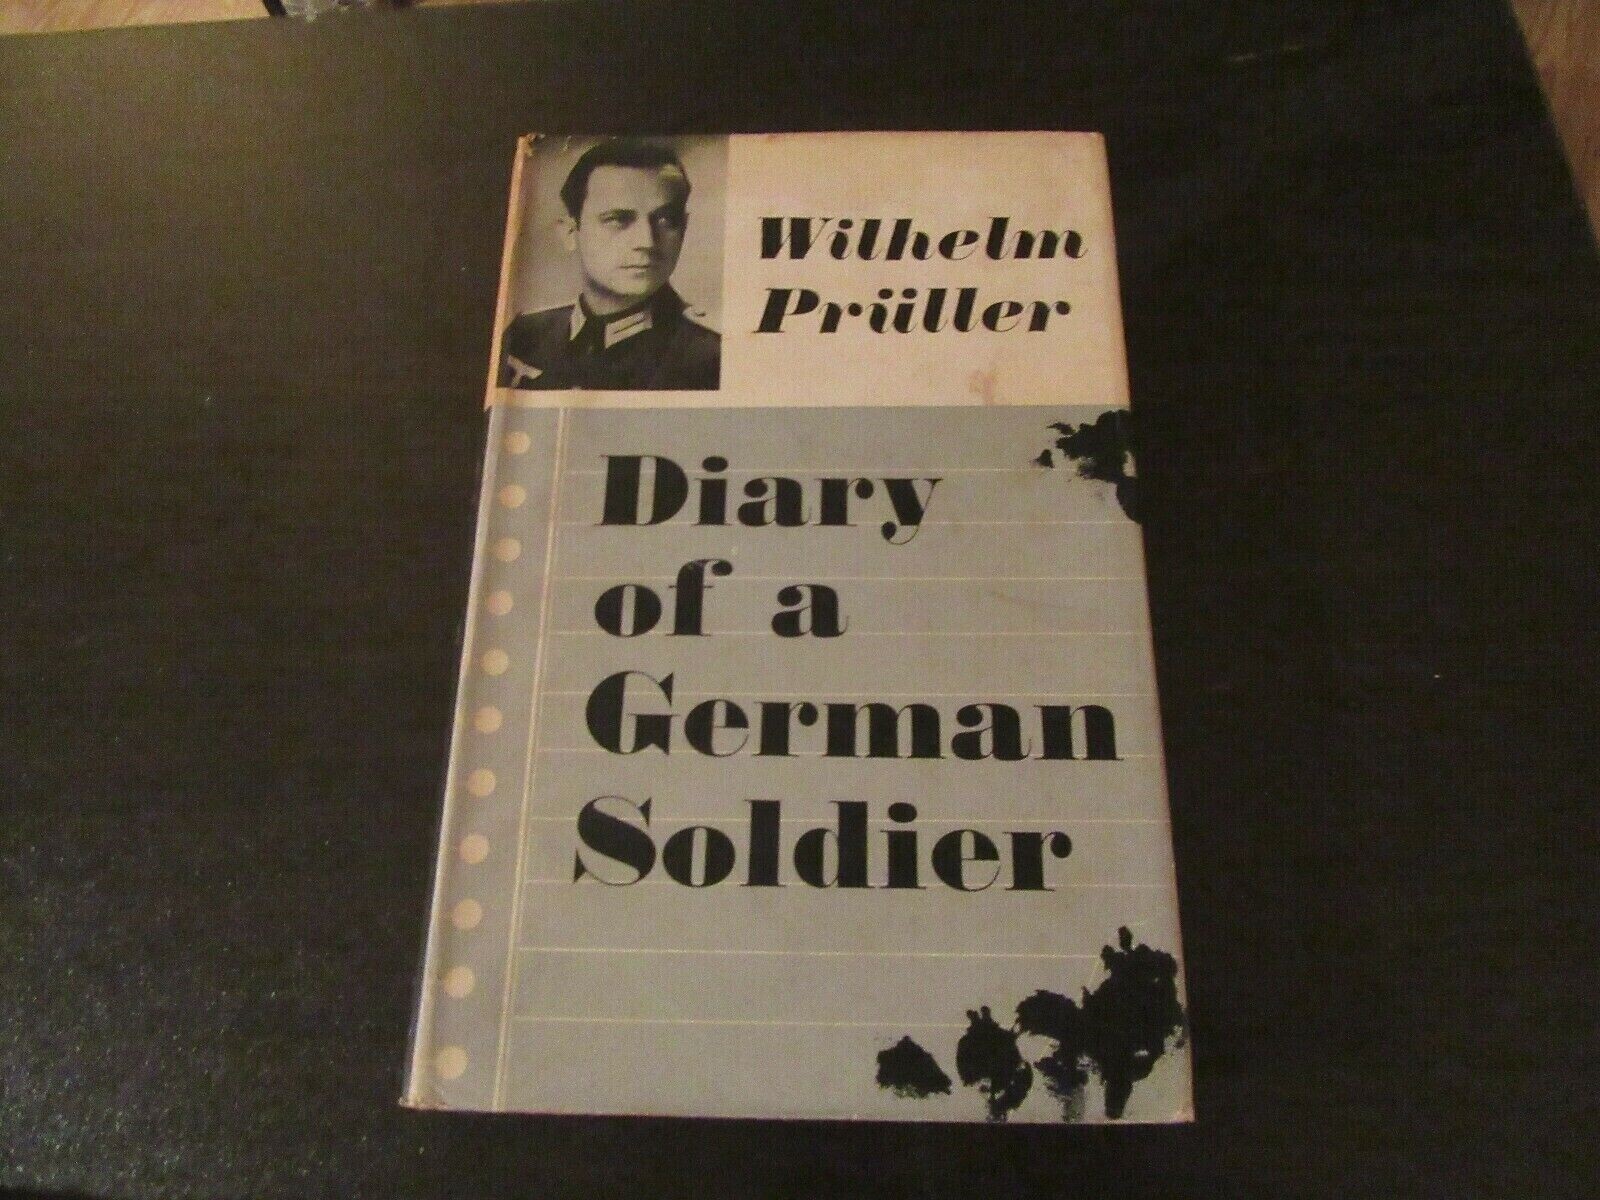 Wilhelm
Prüller
Diary
of a
German
Soldier